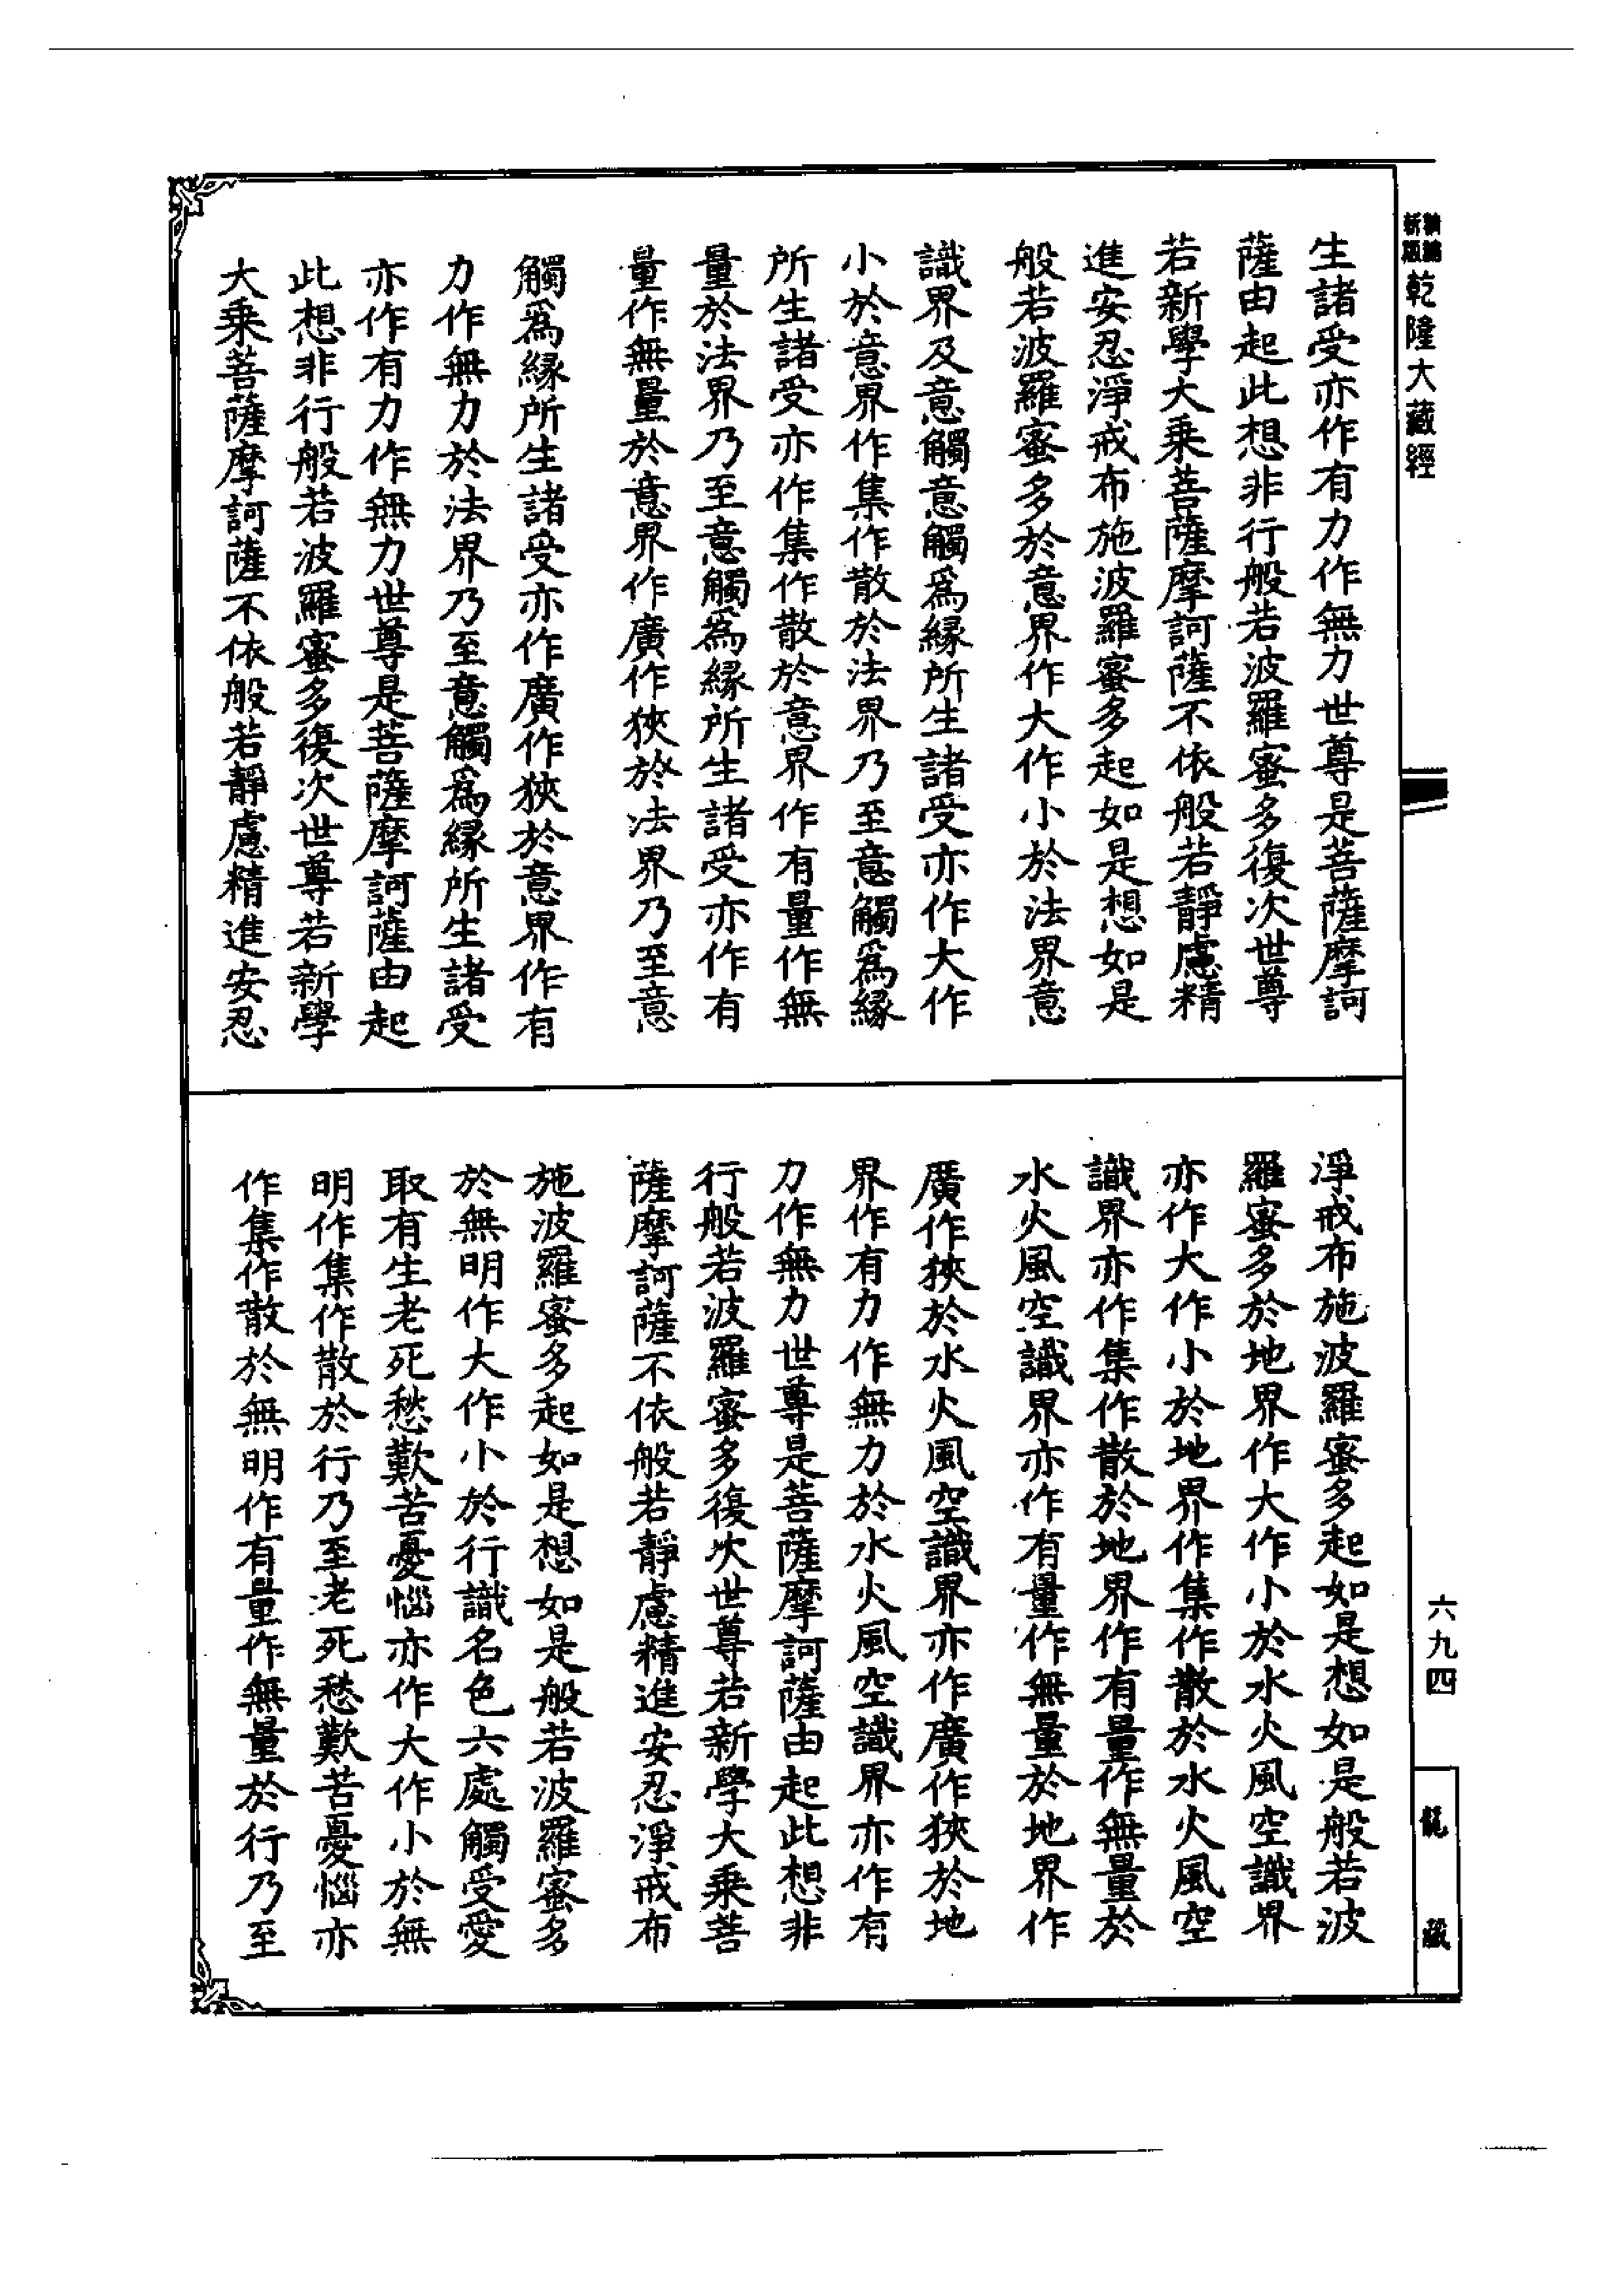 精編新版乾隆大藏經
生諸受亦作有力作無力世尊是菩薩摩訶
薩由起此想非行般若波羅蜜多復次世尊
若新學大乘菩薩摩訶薩不依般若靜慮精
進安忍淨戒布施波羅蜜多起如是想如是
般若波羅蜜多於意界作大作小於法界意
識界及意觸意觸爲緣所生諸受亦作大作
小於意界作集作散於法界乃至意觸爲緣
所生諸受亦作集作散於意界作有量作無
量於法界乃至意觸爲緣所生諸受亦作有
量作無量於意界作廣作狹於法界乃至意
觸爲緣所生諸受亦作廣作狹於意界作有
力作無力於法界乃至意觸爲緣所生諸受
亦作有力作無力世尊是菩薩摩訶薩由起
此想非行般若波羅蜜多復次世尊若新學
大乘菩薩摩訶薩不依般若靜慮精進安忍
淨戒布施波羅蜜多起如是想如是般若波
羅蜜多於地界作大作小於水火風空識界
亦作大作小於地界作集作散於水火風空
識界亦作集作散於地界作有量作無量於
水火風空識界亦作有量作無量於地界作
廣作狹於水火風空識界亦作廣作狹於地
界作有力作無力於水火風空識界亦作有
力作無力世尊是菩薩摩訶薩由起此想非
行般若波羅蜜多復次世尊若新學大乘菩
薩摩訶薩不依般若靜慮精進安忍淨戒布
施波羅蜜多起如是想如是般若波羅蜜多
於無明作大作小於行識名色六處觸受愛
取有生老死愁歎苦憂惱亦作大作小於無
明作集作散於行乃至老死愁歎苦憂惱亦
作集作散於無明作有量作無量於行乃至
六九四
龍藏